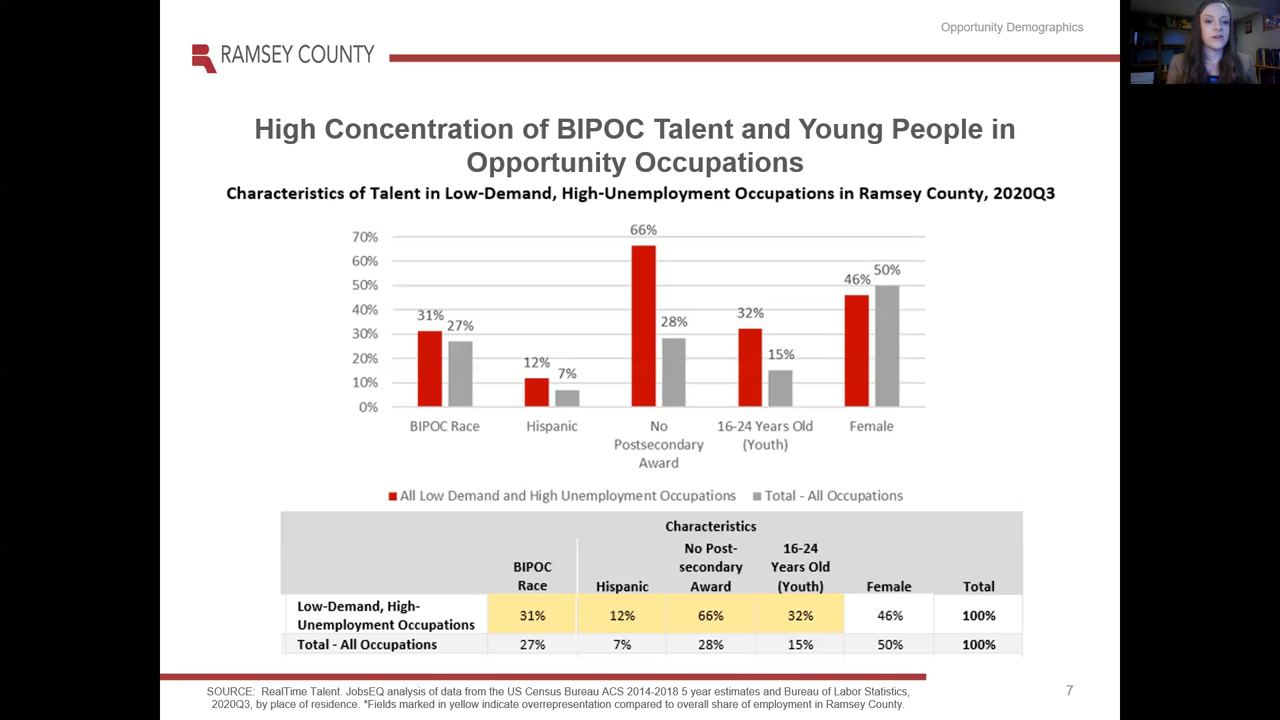 Opportunity Demographics
RAMSEY COUNTY
High Concentration of BIPOC Talent and Young People in
Opportunity Occupations
Characteristics of Talent in Low-Demand, High-Unemployment Occupations in Ramsey County, 2020Q3
70%
60%
50%
40%
30%
20%
10%
0%
31%
27%
12%
7%
66%
28%
32%
15%
46%
50%
BIPOC Race
Hispanic
No
Postsecondary
Award
16-24 Years Old
(Youth)
Female
All Low Demand and High Unemployment Occupations
Total - All Occupations
Characteristics
BIPOC
Race
Hispanic
No Post-
secondary
Award
16-24
Years Old
(Youth)
Female
Total
Low-Demand, High-
Unemployment Occupations
31%
12%
66%
32%
46%
100%
Total - All Occupations
27%
7%
28%
15%
50%
100%
SOURCE: RealTime Talent. JobsEQ analysis of data from the US Census Bureau ACS 2014-2018 5 year estimates and Bureau of Labor Statistics,
2020Q3, by place of residence. *Fields marked in yellow indicate overrepresentation compared to overall share of employment in Ramsey County.
7